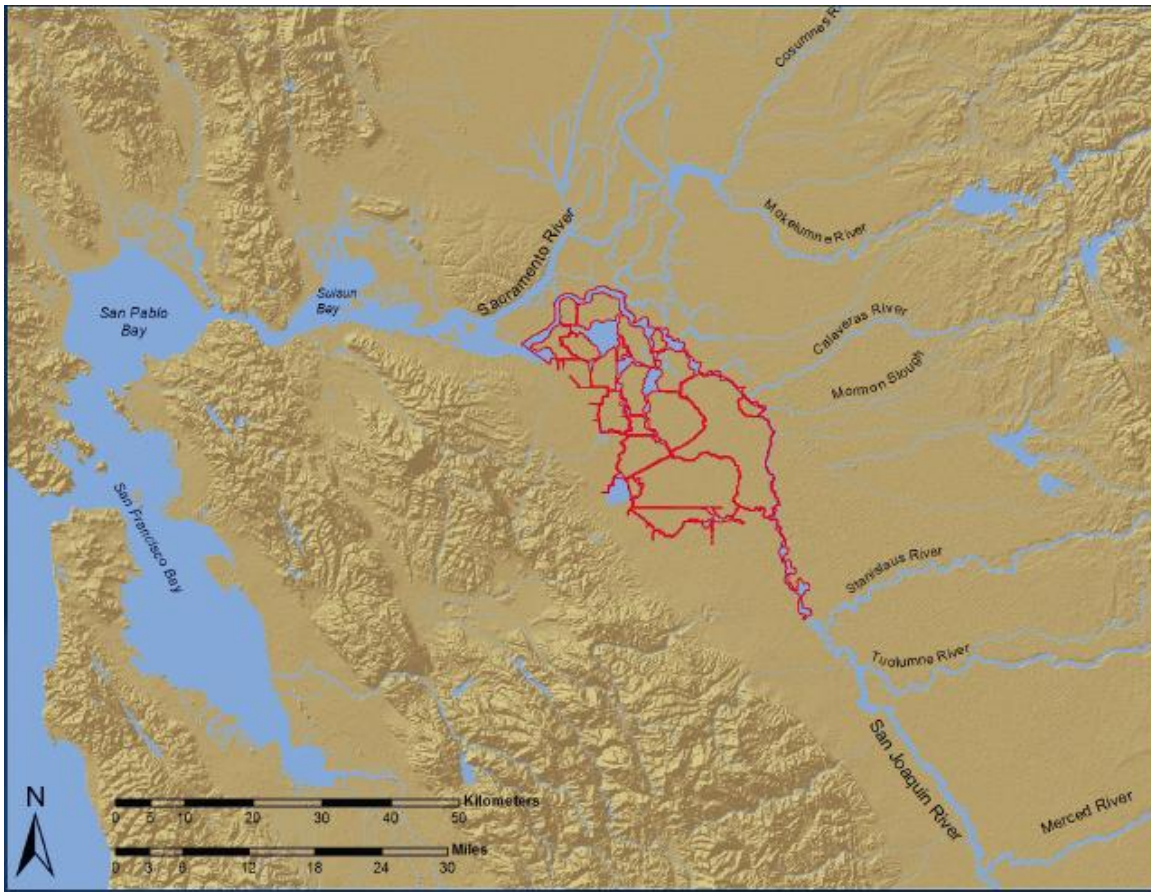 Cosumnes R
Sacramento River
Mokelumne River
Suisun
Bay
San Pablo
Bay
Calaveras River
Mormon Slough
San Francisco Bay
Stanislaus River
Tuolumne River
San Joaquin River
Merced River
N
Kilometers
0 5 10 20 30 40 50
Miles
0 3 6 12 18 24 30